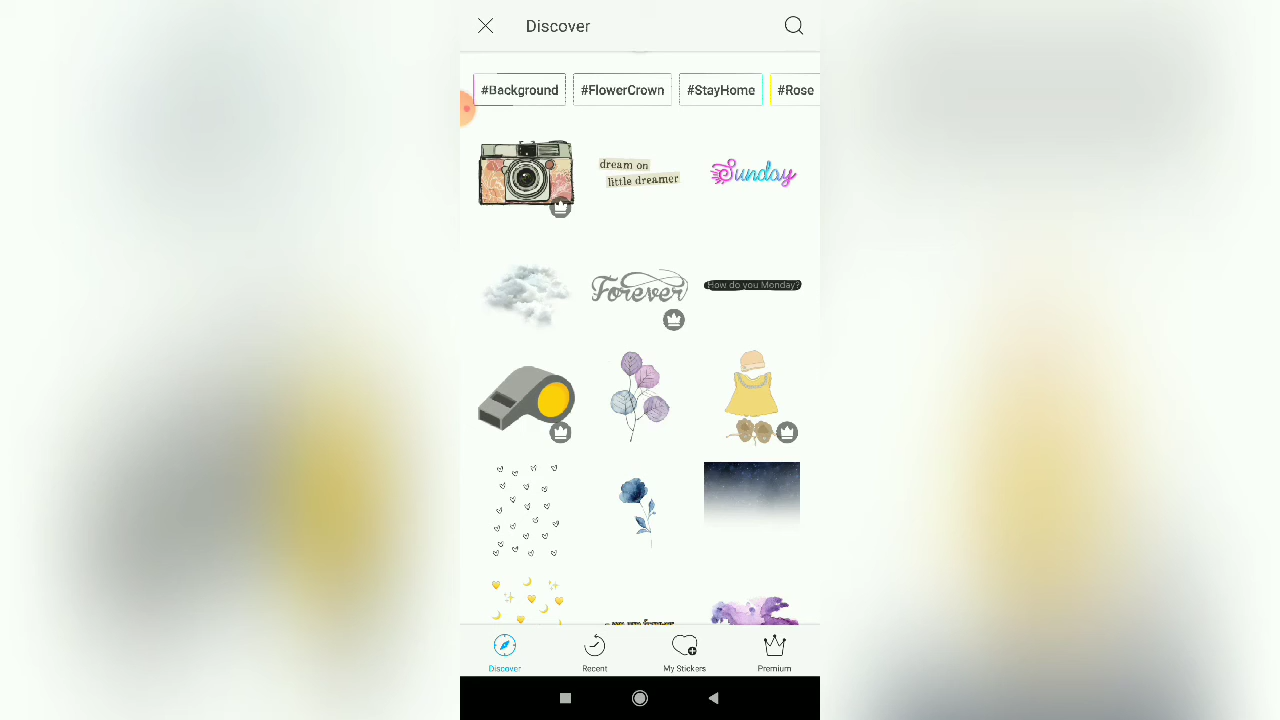 Discover
#Background
#FlowerCrown
#StayHome
#Rose
dream on
little dreamer
Sunday
Forever
How do you Monday?
Discover
Recent
My Stickers
Premium